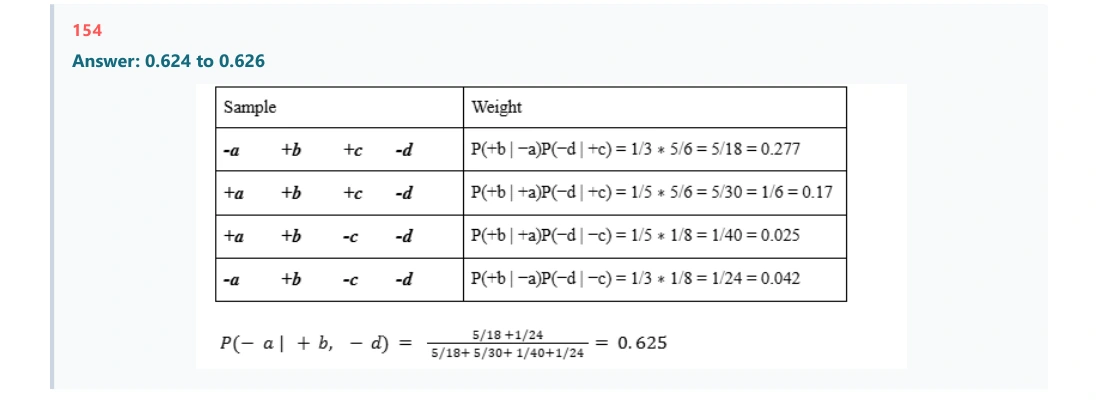 154
Answer: 0.624 to 0.626
Sample Weight
-a +b +c -d P(+b | −a)P(−d | +c) = 1/3 * 5/6 = 5/18 = 0.277
+a +b +c -d P(+b | +a)P(−d | +c) = 1/5 * 5/6 = 5/30 = 1/6 = 0.17
+a +b -c -d P(+b | +a)P(−d | −c) = 1/5 * 1/8 = 1/40 = 0.025
-a +b -c -d P(+b | −a)P(−d | −c) = 1/3 * 1/8 = 1/24 = 0.042
5/18 +1/24
P(− a| + b, − d) = = 0.625
5/18+ 5/30+ 1/40+1/24